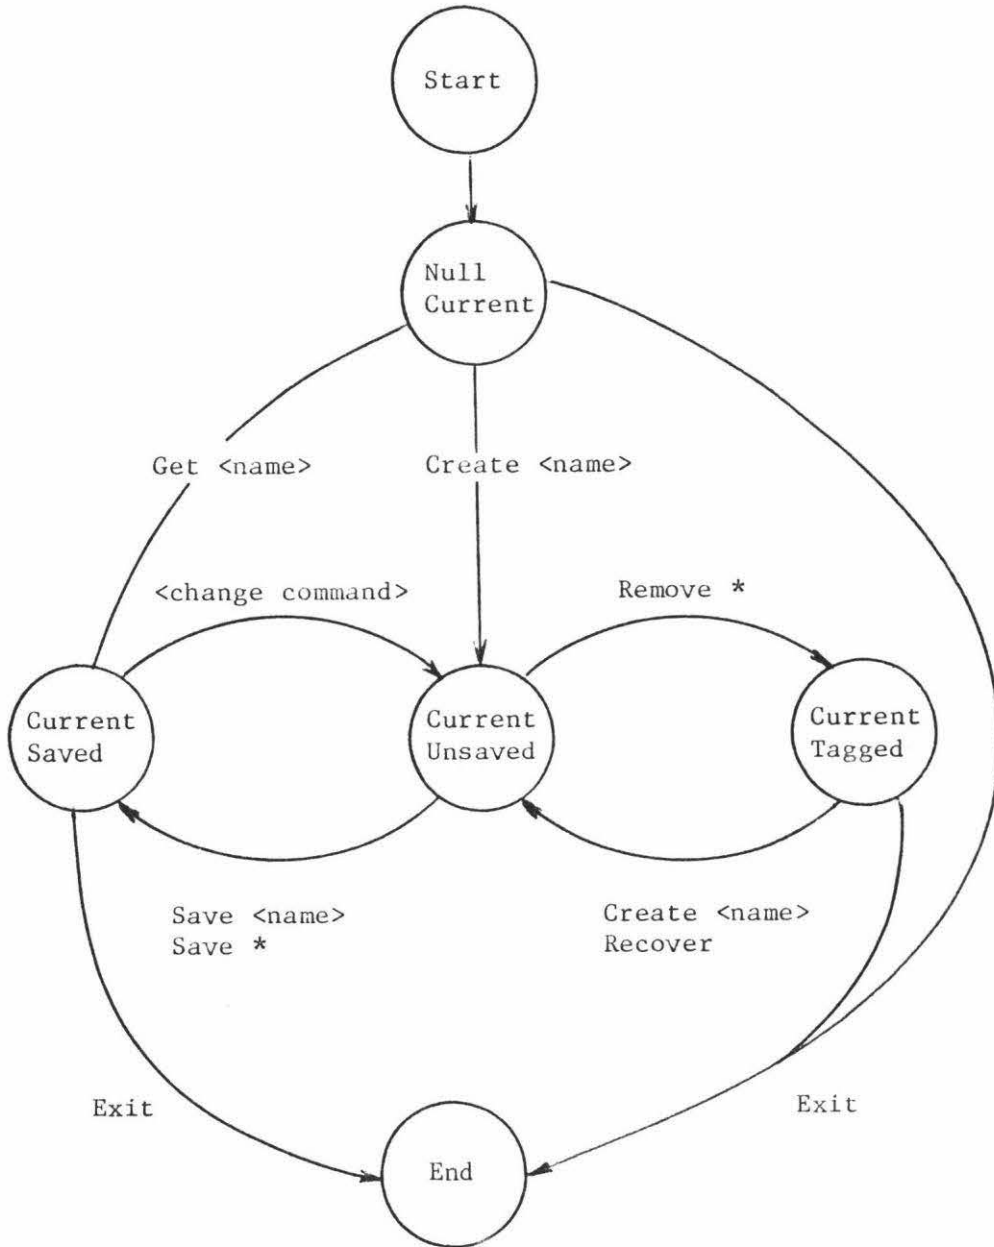 Start
Null
Current
Get <name>
Create <name>
<change command>
Remove *
Current
Saved
Current
Unsaved
Current
Tagged
Save <name>
Save *
Create <name>
Recover
Exit
Exit
End